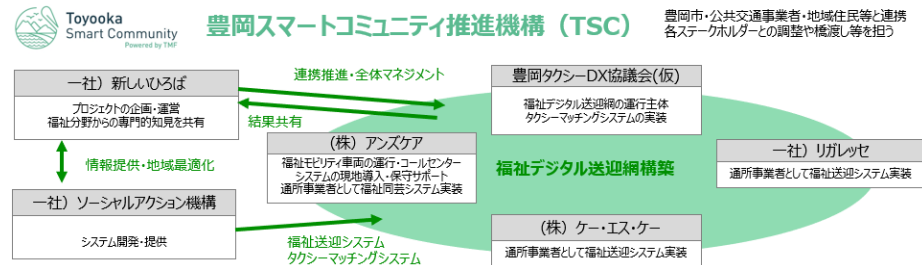 Toyooka
Smart Community
Powered by TMF
豊岡スマートコミュニティ推進機構（TSC）
豊岡市・公共交通事業者・地域住民等と連携
各ステークホルダーとの調整や橋渡し等を担う
一社）新しいひろば
プロジェクトの企画・運営
福祉分野からの専門的知見を共有
連携推進・全体マネジメント
結果共有
豊岡タクシーDX協議会(仮)
福祉デジタル送迎網の運行主体
タクシーマッチングシステムの実装
情報提供・地域最適化
（株）アンズケア
福祉モビリティ車両の運行・コールセンター
システムの現地導入・保守サポート
通所事業者として福祉同芸システム実装
福祉デジタル送迎網構築
一社）リガレッセ
通所事業者として福祉送迎システム実装
一社）ソーシャルアクション機構
システム開発・提供
福祉送迎システム
タクシーマッチングシステム
（株）ケー・エス・ケー
通所事業者として福祉送迎システム実装